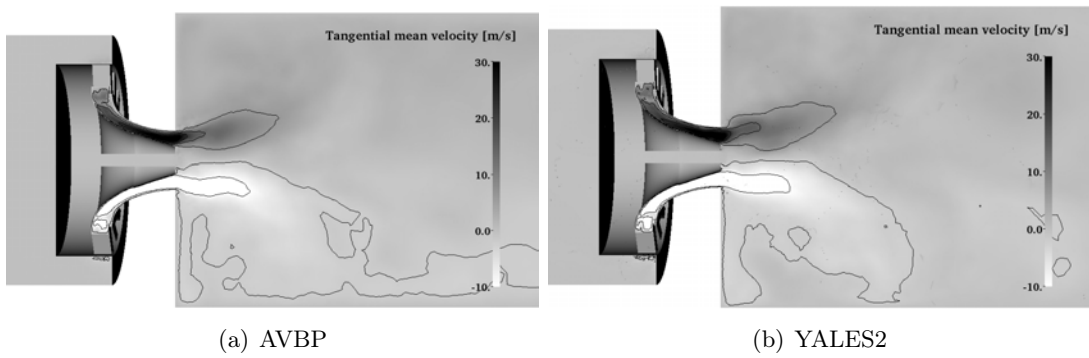 Tangential mean velocity [m/s]
30.
20.
10.
0.0
-10.
Tangential mean velocity [m/s]
30.
20.
10.
0.0
-10.
(a) AVBP
(b) YALES2